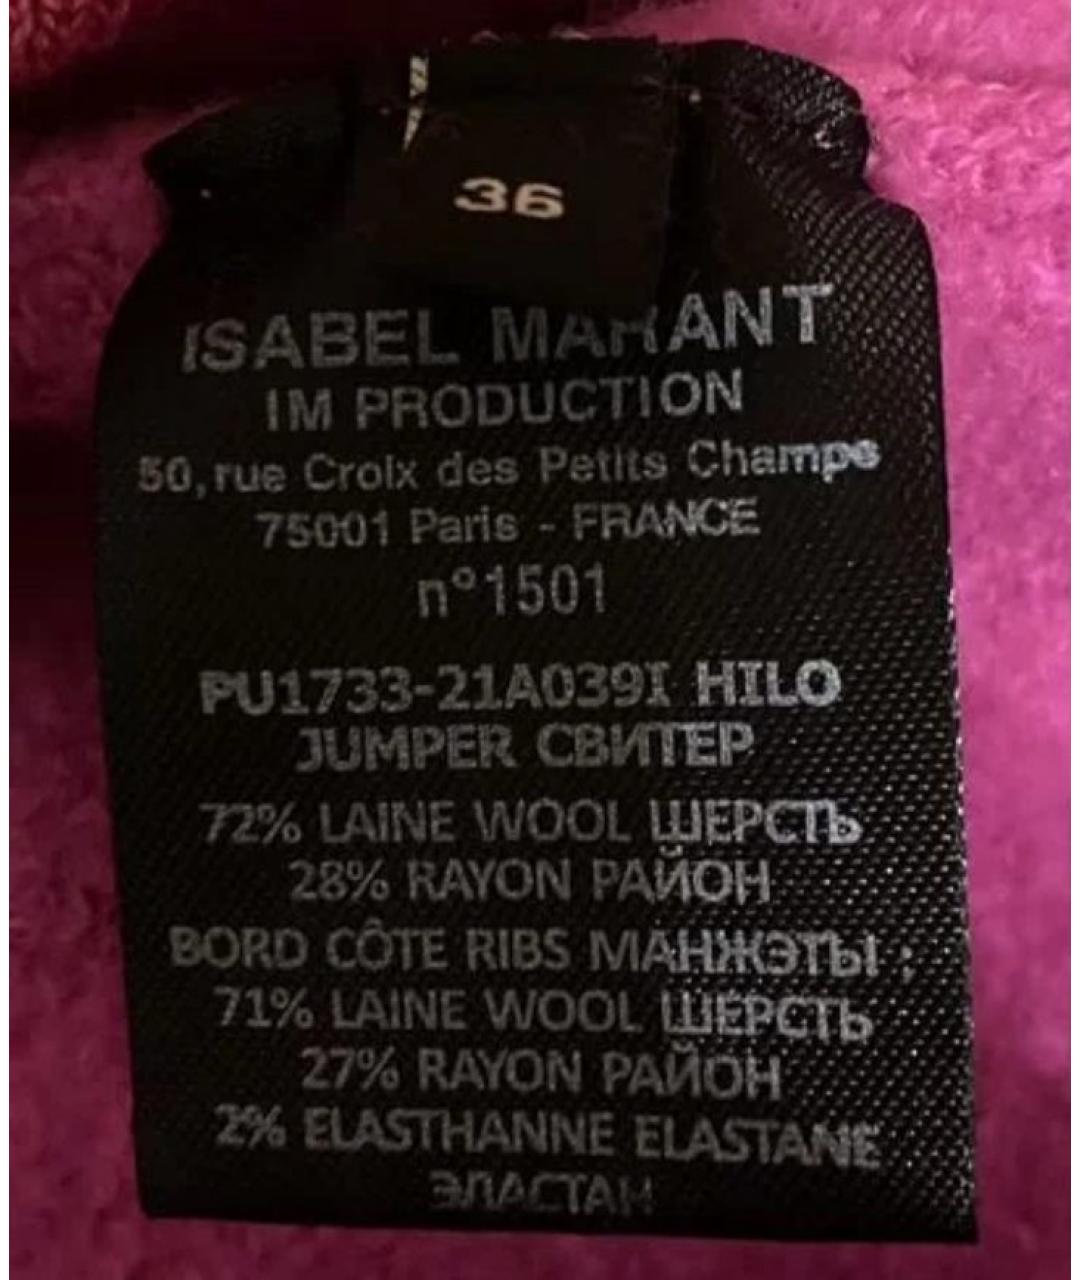 36
ISABEL MARANT
IM PRODUCTION
50, rue Croix des Petits Champs
75001 Paris - FRANCE
n°1501
PU1733-21A039I HILO
JUMPER СВИТЕР
72% LAINE WOOL ШЕРСТЬ
28% RAYON РАЙОН
BORD CÔTE RIBS МАНЖЭТЫ :
71% LAINE WOOL ШЕРСТЬ
27% RAYON РАЙОН
2% ELASTHANNE ELASTANE
ЭЛАСТАН